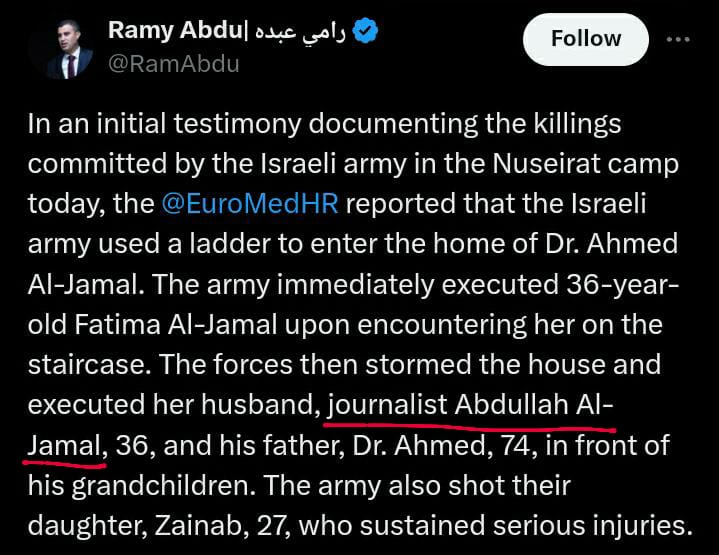 Ramy Abdu| رامي عبده
@RamAbdu
Follow
In an initial testimony documenting the killings
committed by the Israeli army in the Nuseirat camp
today, the @EuroMedHR reported that the Israeli
army used a ladder to enter the home of Dr. Ahmed
Al-Jamal. The army immediately executed 36-year-
old Fatima Al-Jamal upon encountering her on the
staircase. The forces then stormed the house and
executed her husband, journalist Abdullah Al-
Jamal, 36, and his father, Dr. Ahmed, 74, in front of
his grandchildren. The army also shot their
daughter, Zainab, 27, who sustained serious injuries.